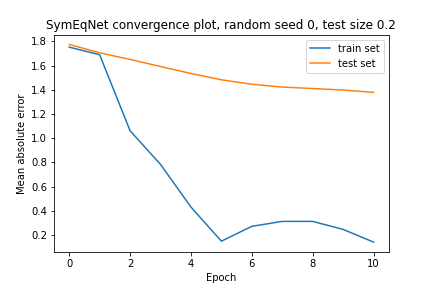 SymEqNet convergence plot, random seed 0, test size 0.2
train set
test set
Mean absolute error
1.8
1.6
1.4
1.2
1.0
0.8
0.6
0.4
0.2
0 2 4 6 8 10
Epoch